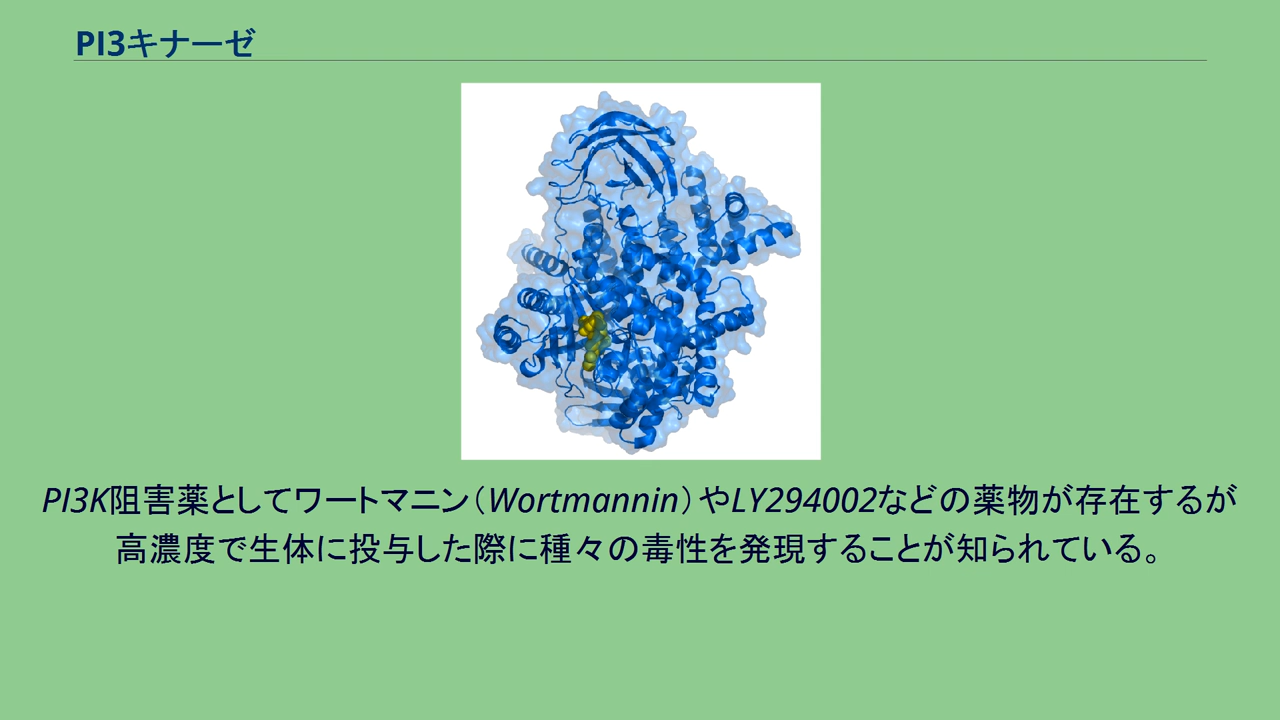 PI3キナーゼ
PI3K阻害薬としてワートマニン（Wortmannin）やLY294002などの薬物が存在するが
高濃度で生体に投与した際に種々の毒性を発現することが知られている。